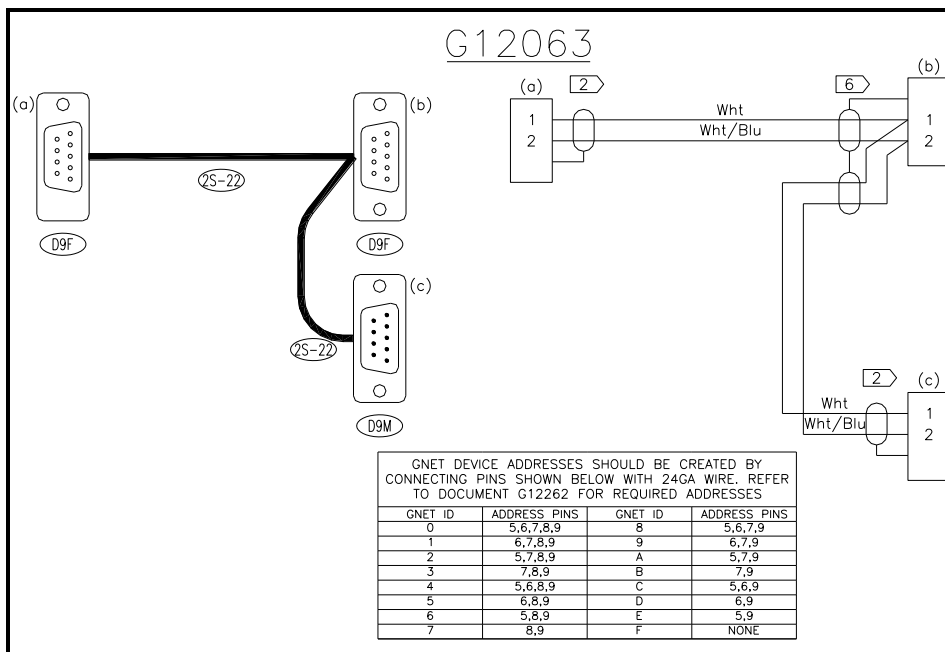 G12063
(a)
(b)
2S-22
D9F
D9F
(c)
2S-22
D9M
(a)
2
6
(b)
1
2
Wht
Wht/Blu
1
2
2
(c)
Wht
Wht/Blu
1
2
GNET DEVICE ADDRESSES SHOULD BE CREATED BY
CONNECTING PINS SHOWN BELOW WITH 24GA WIRE. REFER
TO DOCUMENT G12262 FOR REQUIRED ADDRESSES
GNET ID ADDRESS PINS GNET ID ADDRESS PINS
0 5,6,7,8,9 8 5,6,7,9
1 6,7,8,9 9 6,7,9
2 5,7,8,9 A 5,7,9
3 7,8,9 B 7,9
4 5,6,8,9 C 5,6,9
5 6,8,9 D 6,9
6 5,8,9 E 5,9
7 8,9 F NONE